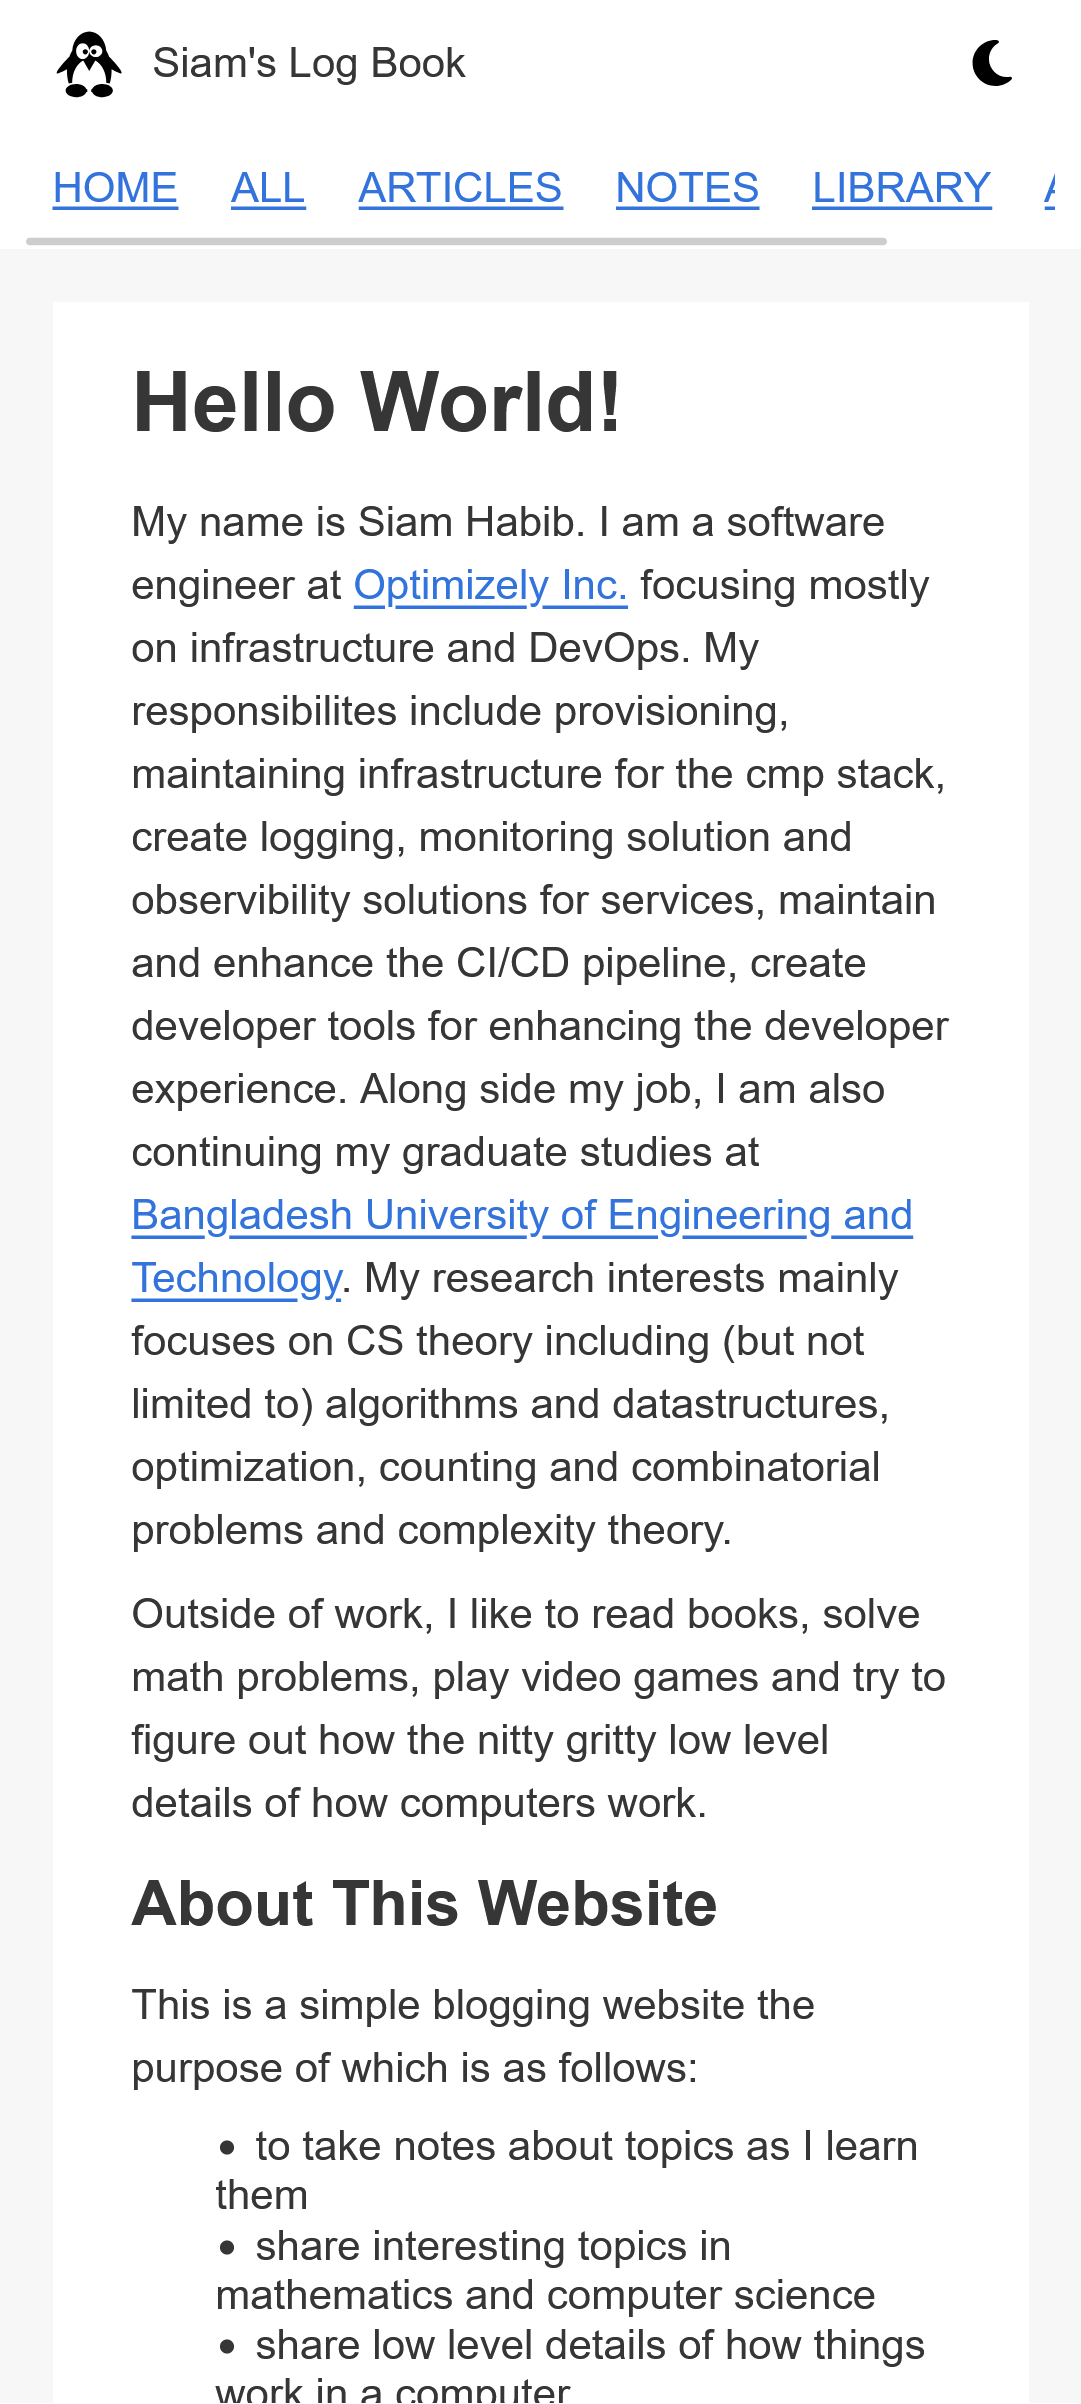 Siam's Log Book
HOME ALL ARTICLES NOTES LIBRARY
Hello World!
My name is Siam Habib. I am a software
engineer at Optimizely Inc. focusing mostly
on infrastructure and DevOps. My
responsibilites include provisioning,
maintaining infrastructure for the cmp stack,
create logging, monitoring solution and
observibility solutions for services, maintain
and enhance the CI/CD pipeline, create
developer tools for enhancing the developer
experience. Along side my job, I am also
continuing my graduate studies at
Bangladesh University of Engineering and
Technology. My research interests mainly
focuses on CS theory including (but not
limited to) algorithms and datastructures,
optimization, counting and combinatorial
problems and complexity theory.
Outside of work, I like to read books, solve
math problems, play video games and try to
figure out how the nitty gritty low level
details of how computers work.
About This Website
This is a simple blogging website the
purpose of which is as follows:
• to take notes about topics as I learn
them
• share interesting topics in
mathematics and computer science
• share low level details of how things
work in a computer